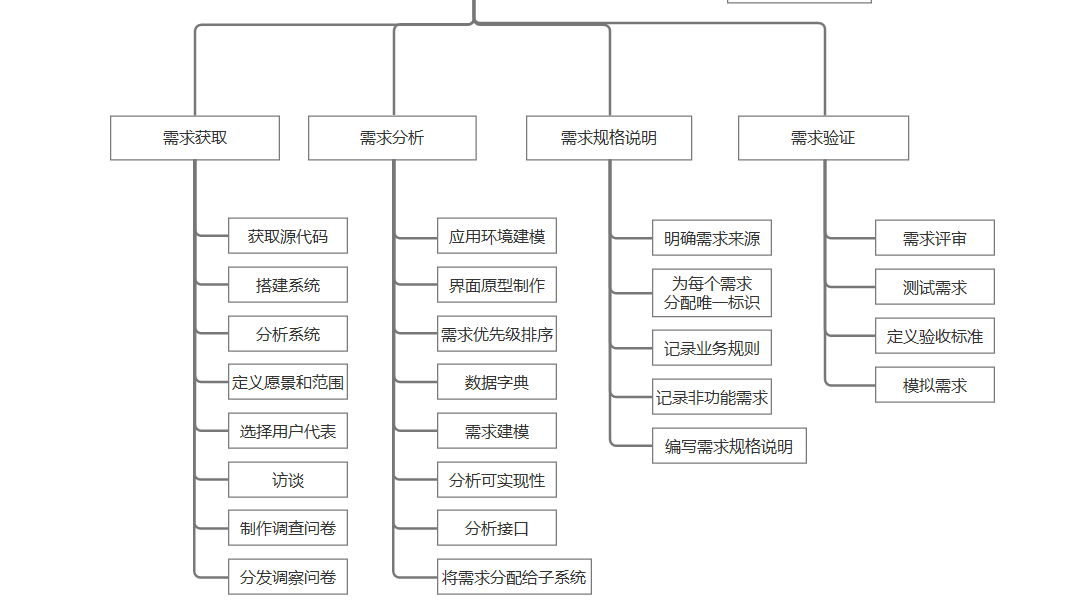 需求获取
需求分析
需求规格说明
需求验证
获取源代码
搭建系统
分析系统
定义愿景和范围
选择用户代表
访谈
制作调查问卷
分发调察问卷
应用环境建模
界面原型制作
需求优先级排序
数据字典
需求建模
分析可实现性
分析接口
将需求分配给子系统
明确需求来源
为每个需求
分配唯一标识
记录业务规则
记录非功能需求
编写需求规格说明
需求评审
测试需求
定义验收标准
模拟需求